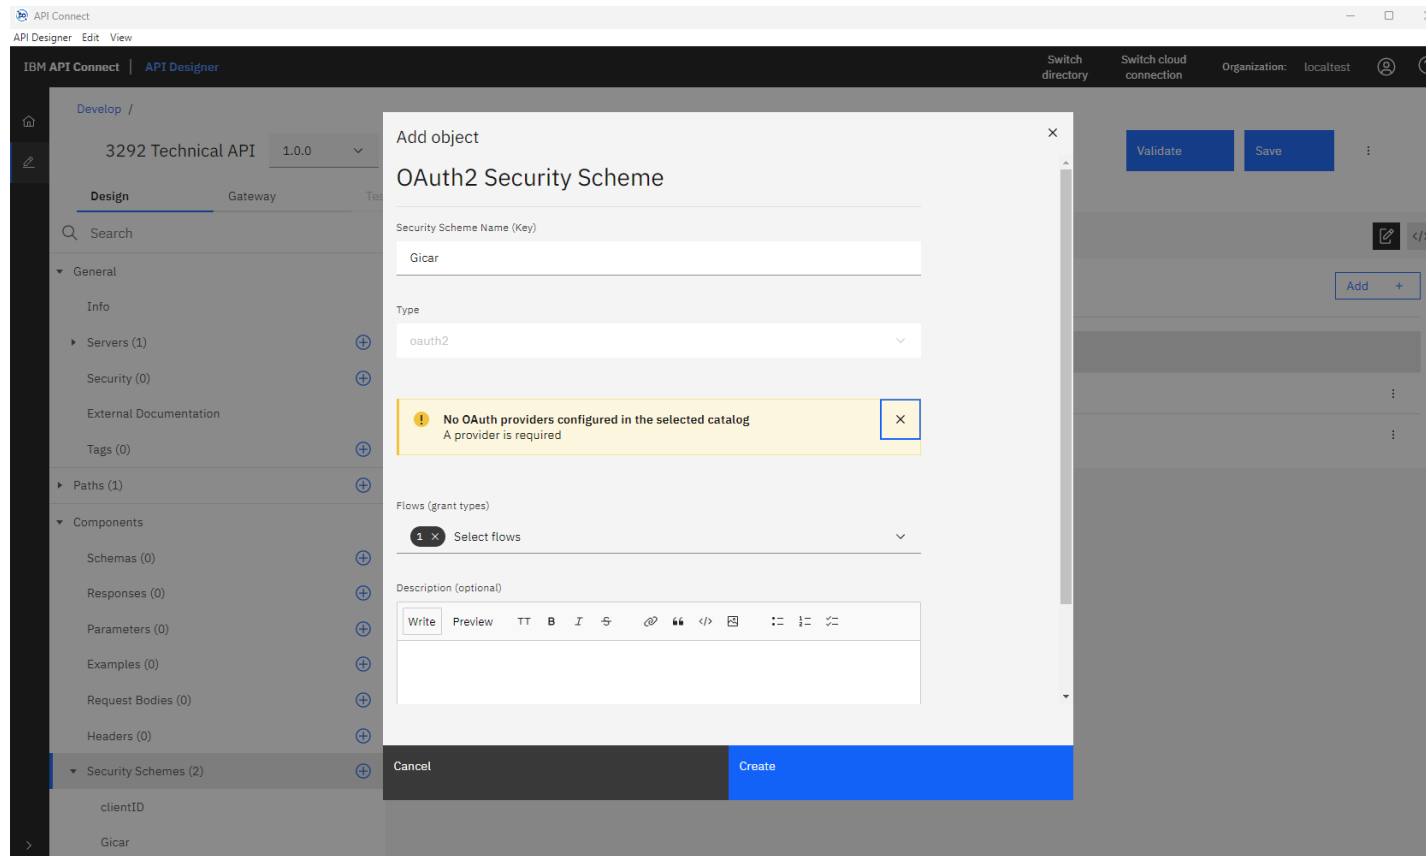 API Connect
API Designer Edit View
IBM API Connect | API Designer
Switch directory
Switch cloud connection
Organization: localtest
Develop /
3292 Technical API 1.0.0
Validate
Save
Design Gateway
Search
General
Info
Servers (1)
Security (0)
External Documentation
Tags (0)
Paths (1)
Components
Schemas (0)
Responses (0)
Parameters (0)
Examples (0)
Request Bodies (0)
Headers (0)
Security Schemes (2)
clientID
Gicar
Add +
Add object
OAuth2 Security Scheme
Security Scheme Name (Key)
Gicar
Type
oauth2
No OAuth providers configured in the selected catalog
A provider is required
Flows (grant types)
1 × Select flows
Description (optional)
Write Preview TT B I S
Cancel
Create